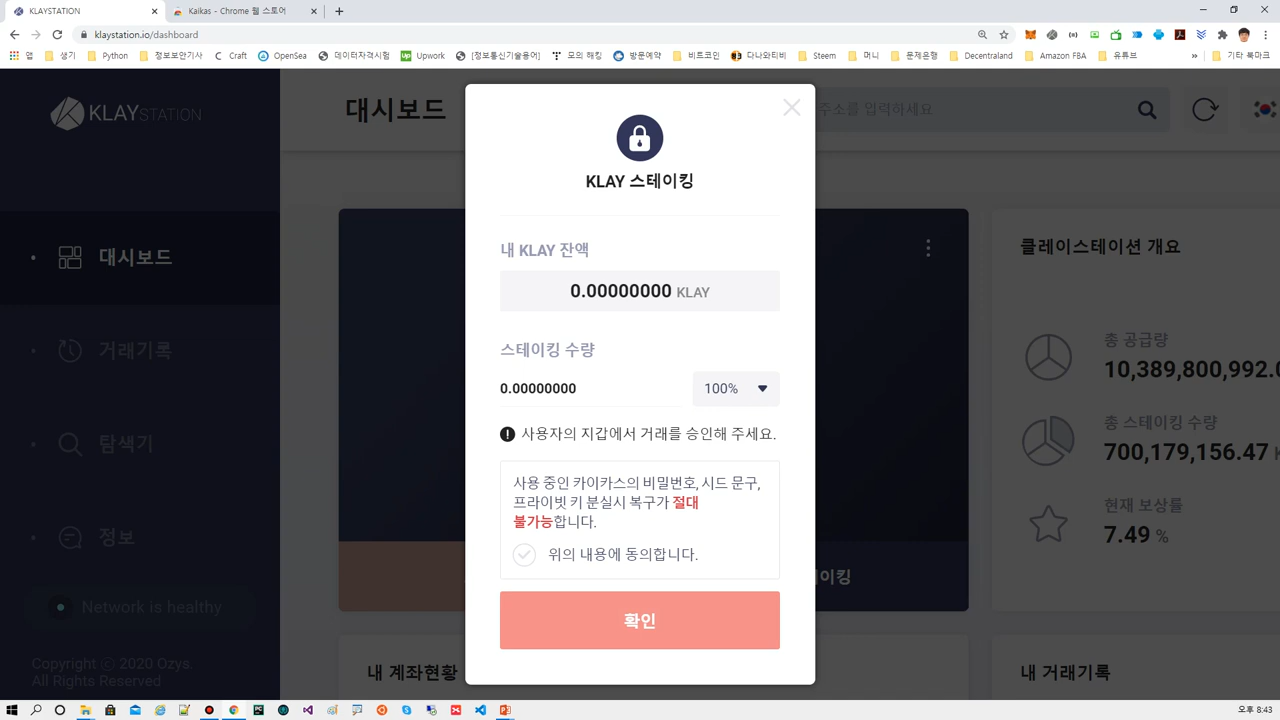 KLAYSTATION
Kaikas - Chrome 웹 스토어
klaystation.io/dashboard
앱
생기
Python
정보보안기사
Craft
OpenSea
데이터자격시험
Upwork
[정보통신기술용어]
모의 해킹
방문예약
비트코인
다나와티비
Steem
머니
문제은행
Decentraland
Amazon FBA
유튜브
»
기타 북마크
KLAYSTATION
대시보드
주소를 입력하세요
대시보드
거래기록
탐색기
정보
Network is healthy
Copyright ⓒ 2020 Ozys.
All Rights Reserved
KLAY 스테이킹
내 KLAY 잔액
0.00000000 KLAY
스테이킹 수량
0.00000000
100%
사용자의 지갑에서 거래를 승인해 주세요.
사용 중인 카이카스의 비밀번호, 시드 문구,
프라이빗 키 분실시 복구가 절대
불가능합니다.
위의 내용에 동의합니다.
확인
클레이스테이션 개요
총 공급량
10,389,800,992.0
총 스테이킹 수량
700,179,156.47
현재 보상률
7.49 %
내 계좌현황
내 거래기록
오후 8:43